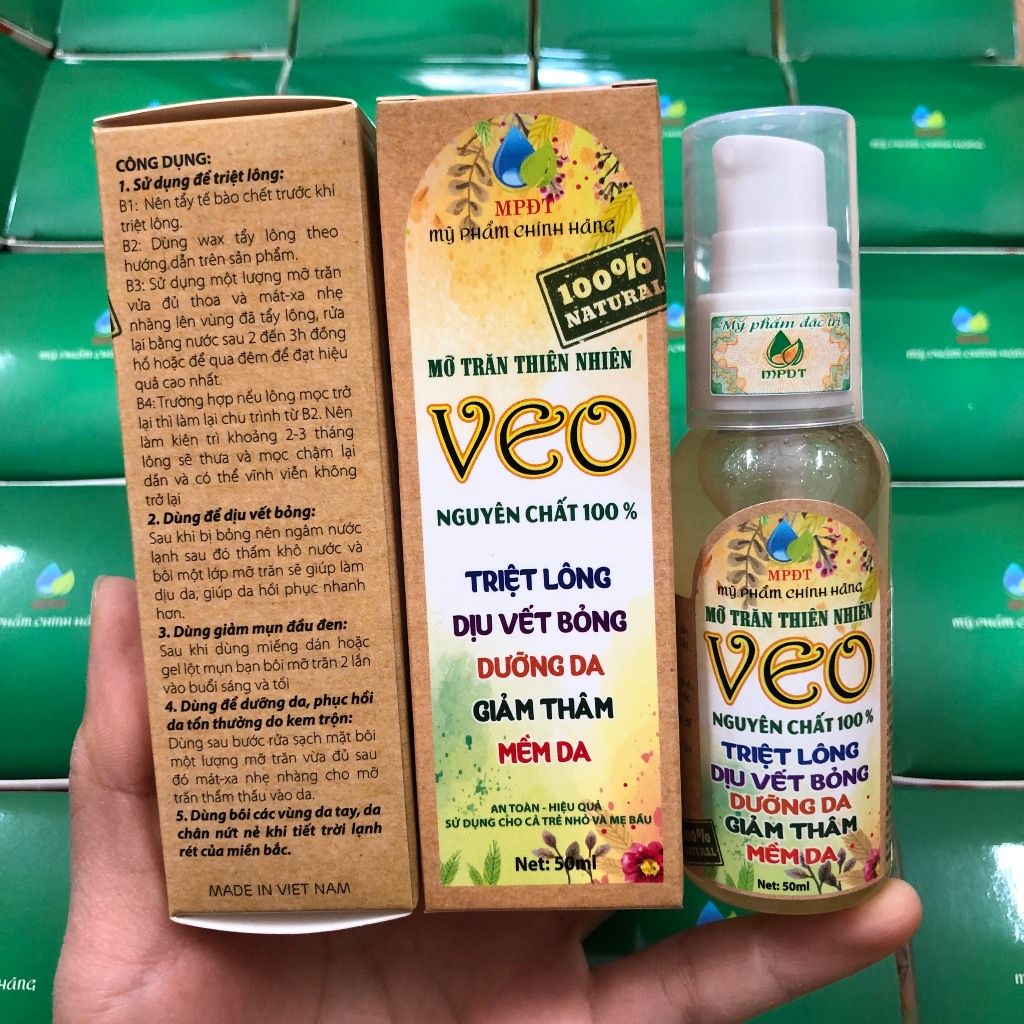 CÔNG DỤNG:
1. Sử dụng để triệt lông:
B1: Nên tẩy tế bào chết trước khi
triệt lông.
B2: Dùng wax tẩy lông theo
hướng dẫn trên sản phẩm.
B3: Sử dụng một lượng mỡ trăn
vừa đủ thoa và mát-xa nhẹ
nhàng lên vùng đã tẩy lông, rửa
lại bằng nước sau 2 đến 3h đồng
hồ hoặc để qua đêm để đạt hiệu
quả cao nhất.
B4: Trường hợp nếu lông mọc trở
lại thì làm lại chu trình từ B2. Nên
làm kiên trì khoảng 2-3 tháng
lông sẽ thưa và mọc chậm lại
dần và có thể vĩnh viễn không
trở lại
2. Dùng để dịu vết bỏng:
Sau khi bị bỏng nên ngâm nước
lạnh sau đó thấm khô nước và
bôi một lớp mỡ trăn sẽ giúp làm
dịu da, giúp da hồi phục nhanh
hơn.
3. Dùng giảm mụn đầu đen:
Sau khi dùng miếng dán hoặc
gel lột mụn bạn bôi mỡ trăn 2 lần
vào buổi sáng và tối
4. Dùng để dưỡng da, phục hồi
da tổn thưởng do kem trộn:
Dùng sau bước rửa sạch mặt bôi
một lượng mỡ trăn vừa đủ sau
đó mát-xa nhẹ nhàng cho mỡ
trăn thẩm thấu vào da.
5. Dùng bôi các vùng da tay, da
chân nứt nẻ khi tiết trời lạnh
rét của miền bắc.
MADE IN VIET NAM
MPĐT
MỸ PHẨM CHÍNH HÃNG
100%
NATURAL
MỠ TRĂN THIÊN NHIÊN
VEO
NGUYÊN CHẤT 100 %
TRIỆT LÔNG
DỊU VẾT BỎNG
DƯỠNG DA
GIẢM THÂM
MỀM DA
AN TOÀN - HIỆU QUẢ
SỬ DỤNG CHO CẢ TRẺ NHỎ VÀ MẸ BẦU
Net: 50ml
Mỹ phẩm đặc trị
MPĐT
MPĐT
MỸ PHẨM CHÍNH HÃNG
MỠ TRĂN THIÊN NHIÊN
VEO
NGUYÊN CHẤT 100 %
TRIỆT LÔNG
DỊU VẾT BỎNG
DƯỠNG DA
GIẢM THÂM
MỀM DA
100%
NATURAL
Net: 50ml